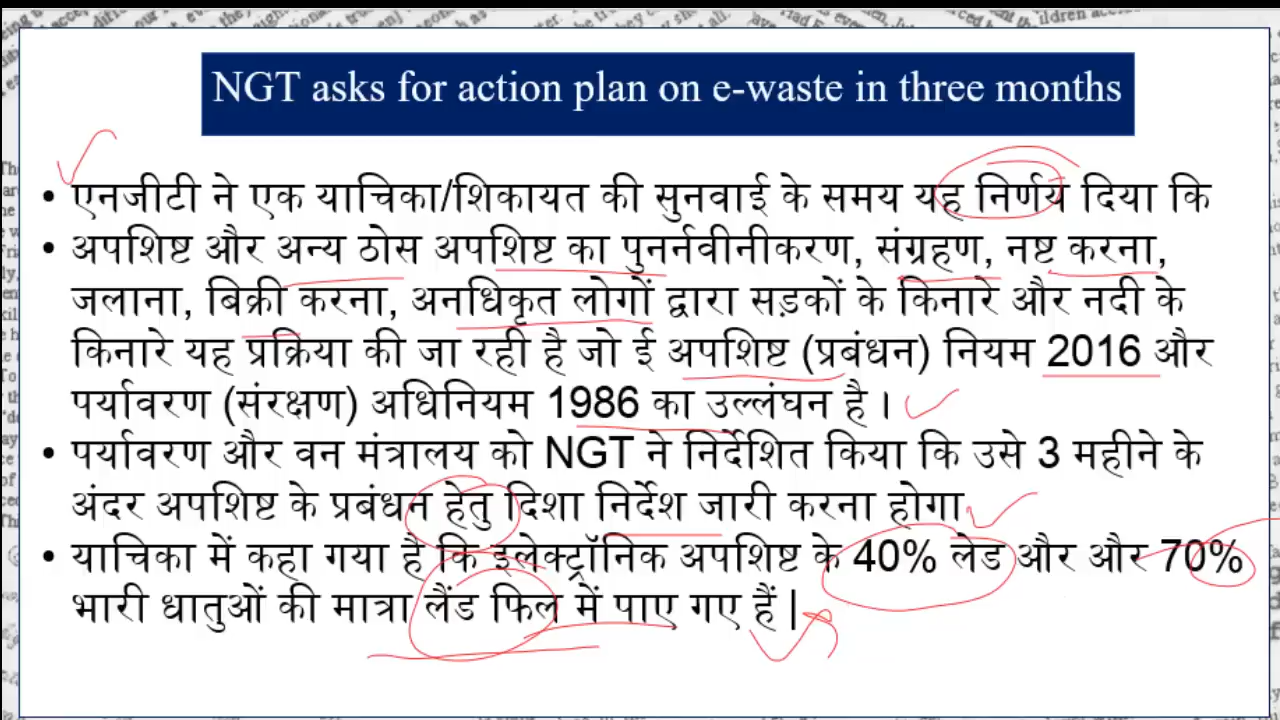 NGT asks for action plan on e-waste in three months
• एनजीटी ने एक याचिका/शिकायत की सुनवाई के समय यह निर्णय दिया कि
• अपशिष्ट और अन्य ठोस अपशिष्ट का पुनर्नवीनीकरण, संग्रहण, नष्ट करना,
जलाना, बिक्री करना, अनधिकृत लोगों द्वारा सड़कों के किनारे और नदी के
किनारे यह प्रक्रिया की जा रही है जो ई अपशिष्ट (प्रबंधन) नियम 2016 और
पर्यावरण (संरक्षण) अधिनियम 1986 का उल्लंघन है।
• पर्यावरण और वन मंत्रालय को NGT ने निर्देशित किया कि उसे 3 महीने के
अंदर अपशिष्ट के प्रबंधन हेतु दिशा निर्देश जारी करना होगा
• याचिका में कहा गया है कि इलेक्ट्रॉनिक अपशिष्ट के 40% लेड और और 70%
भारी धातुओं की मात्रा लैंड फिल में पाए गए हैं|